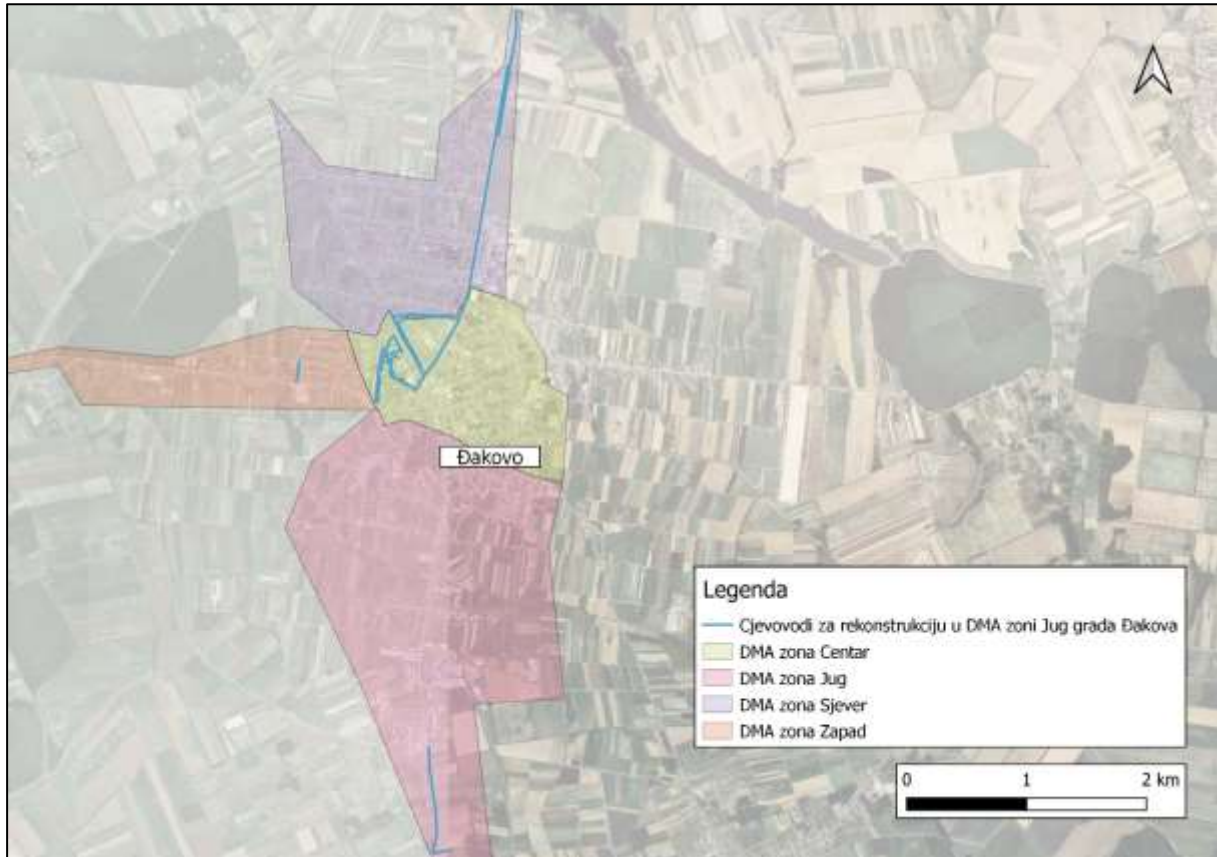 Đakovo
Legenda
Cjevovodi za rekonstrukciju u DMA zoni Jug grada Đakova
DMA zona Centar
DMA zona Jug
DMA zona Sjever
DMA zona Zapad
0 1 2 km